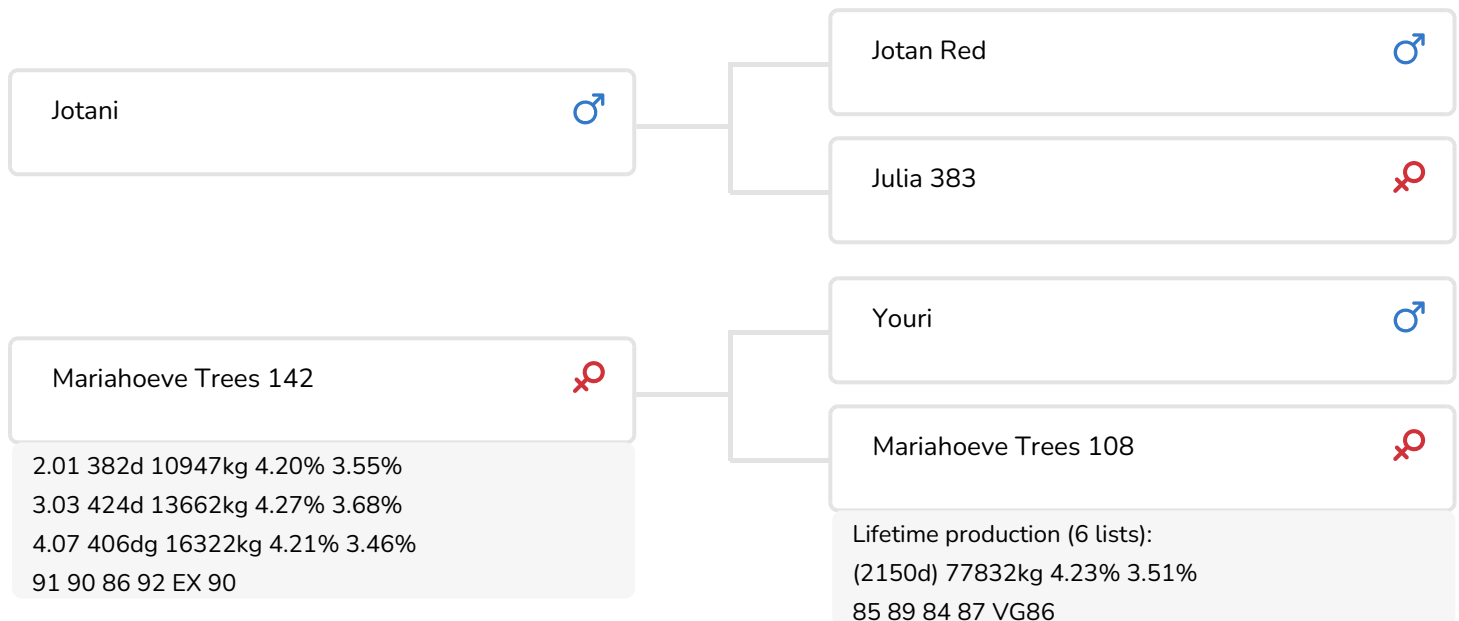 Jotani
Jotan Red
Julia 383
Mariahoeve Trees 142
2.01 382d 10947kg 4.20% 3.55%
3.03 424d 13662kg 4.27% 3.68%
4.07 406dg 16322kg 4.21% 3.46%
91 90 86 92 EX 90
Youri
Mariahoeve Trees 108
Lifetime production (6 lists):
(2150d) 77832kg 4.23% 3.51%
85 89 84 87 VG86